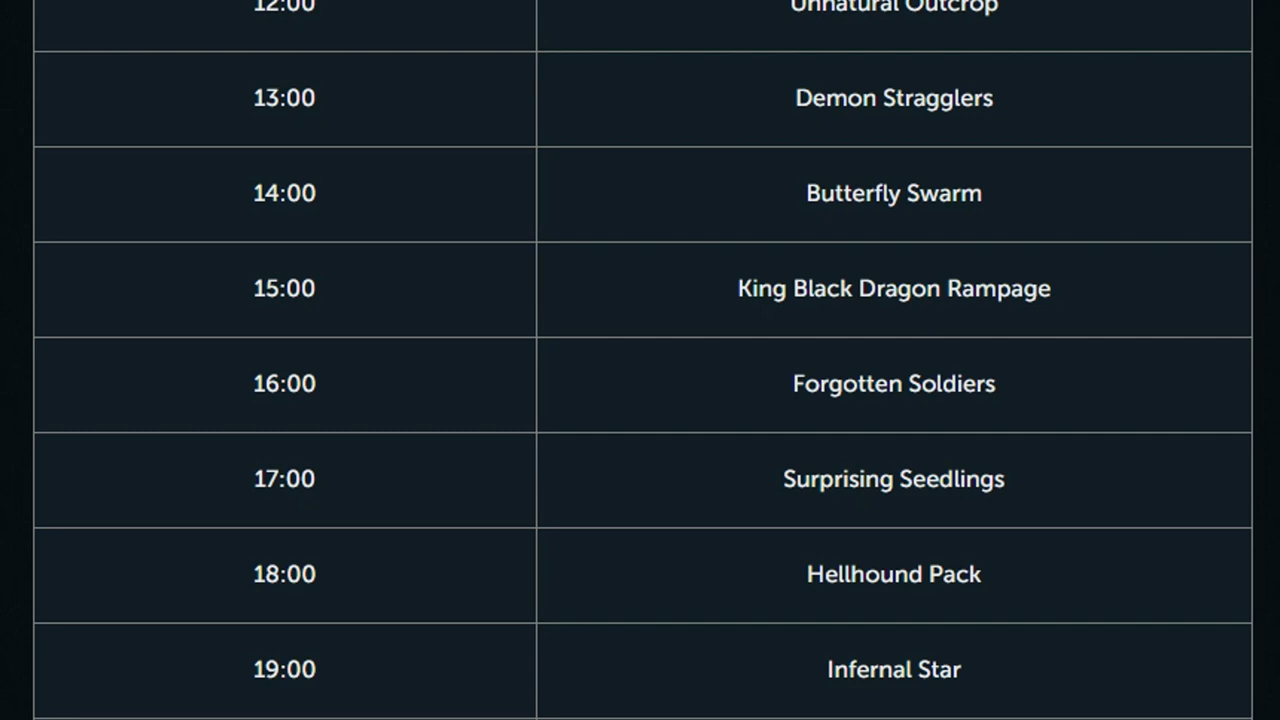 12:00 Unnatural Outcrop
13:00 Demon Stragglers
14:00 Butterfly Swarm
15:00 King Black Dragon Rampage
16:00 Forgotten Soldiers
17:00 Surprising Seedlings
18:00 Hellhound Pack
19:00 Infernal Star